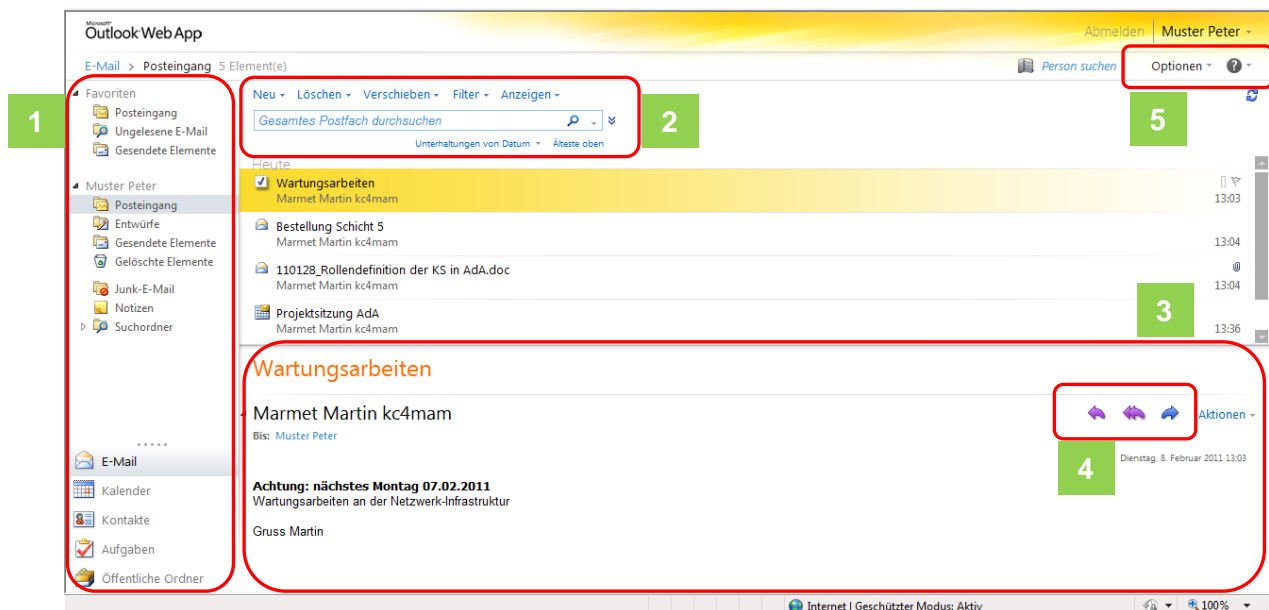 Microsoft
Outlook Web App
Abmelden Muster Peter
E-Mail > Posteingang 5 Element(e)
Person suchen Optionen ?
Favoriten
Posteingang
Ungelesene E-Mail
Gesendete Elemente
Muster Peter
Posteingang
Entwürfe
Gesendete Elemente
Gelöschte Elemente
Junk-E-Mail
Notizen
Suchordner
E-Mail
Kalender
Kontakte
Aufgaben
Öffentliche Ordner
1
Neu Löschen Verschieben Filter Anzeigen
Gesamtes Postfach durchsuchen
Unterhaltungen von Datum Älteste oben
2
5
Heute
Wartungsarbeiten
Marmet Martin kc4mam 13:03
Bestellung Schicht 5
Marmet Martin kc4mam 13:04
110128_Rollendefinition der KS in AdA.doc
Marmet Martin kc4mam 13:04
Projektsitzung AdA
Marmet Martin kc4mam 13:36
3
Wartungsarbeiten
Marmet Martin kc4mam
Aktionen
Bis: Muster Peter
4
Dienstag, 8. Februar 2011 13:03
Achtung: nächstes Montag 07.02.2011
Wartungsarbeiten an der Netzwerk-Infrastruktur
Gruss Martin
Internet | Geschützter Modus: Aktiv 100%